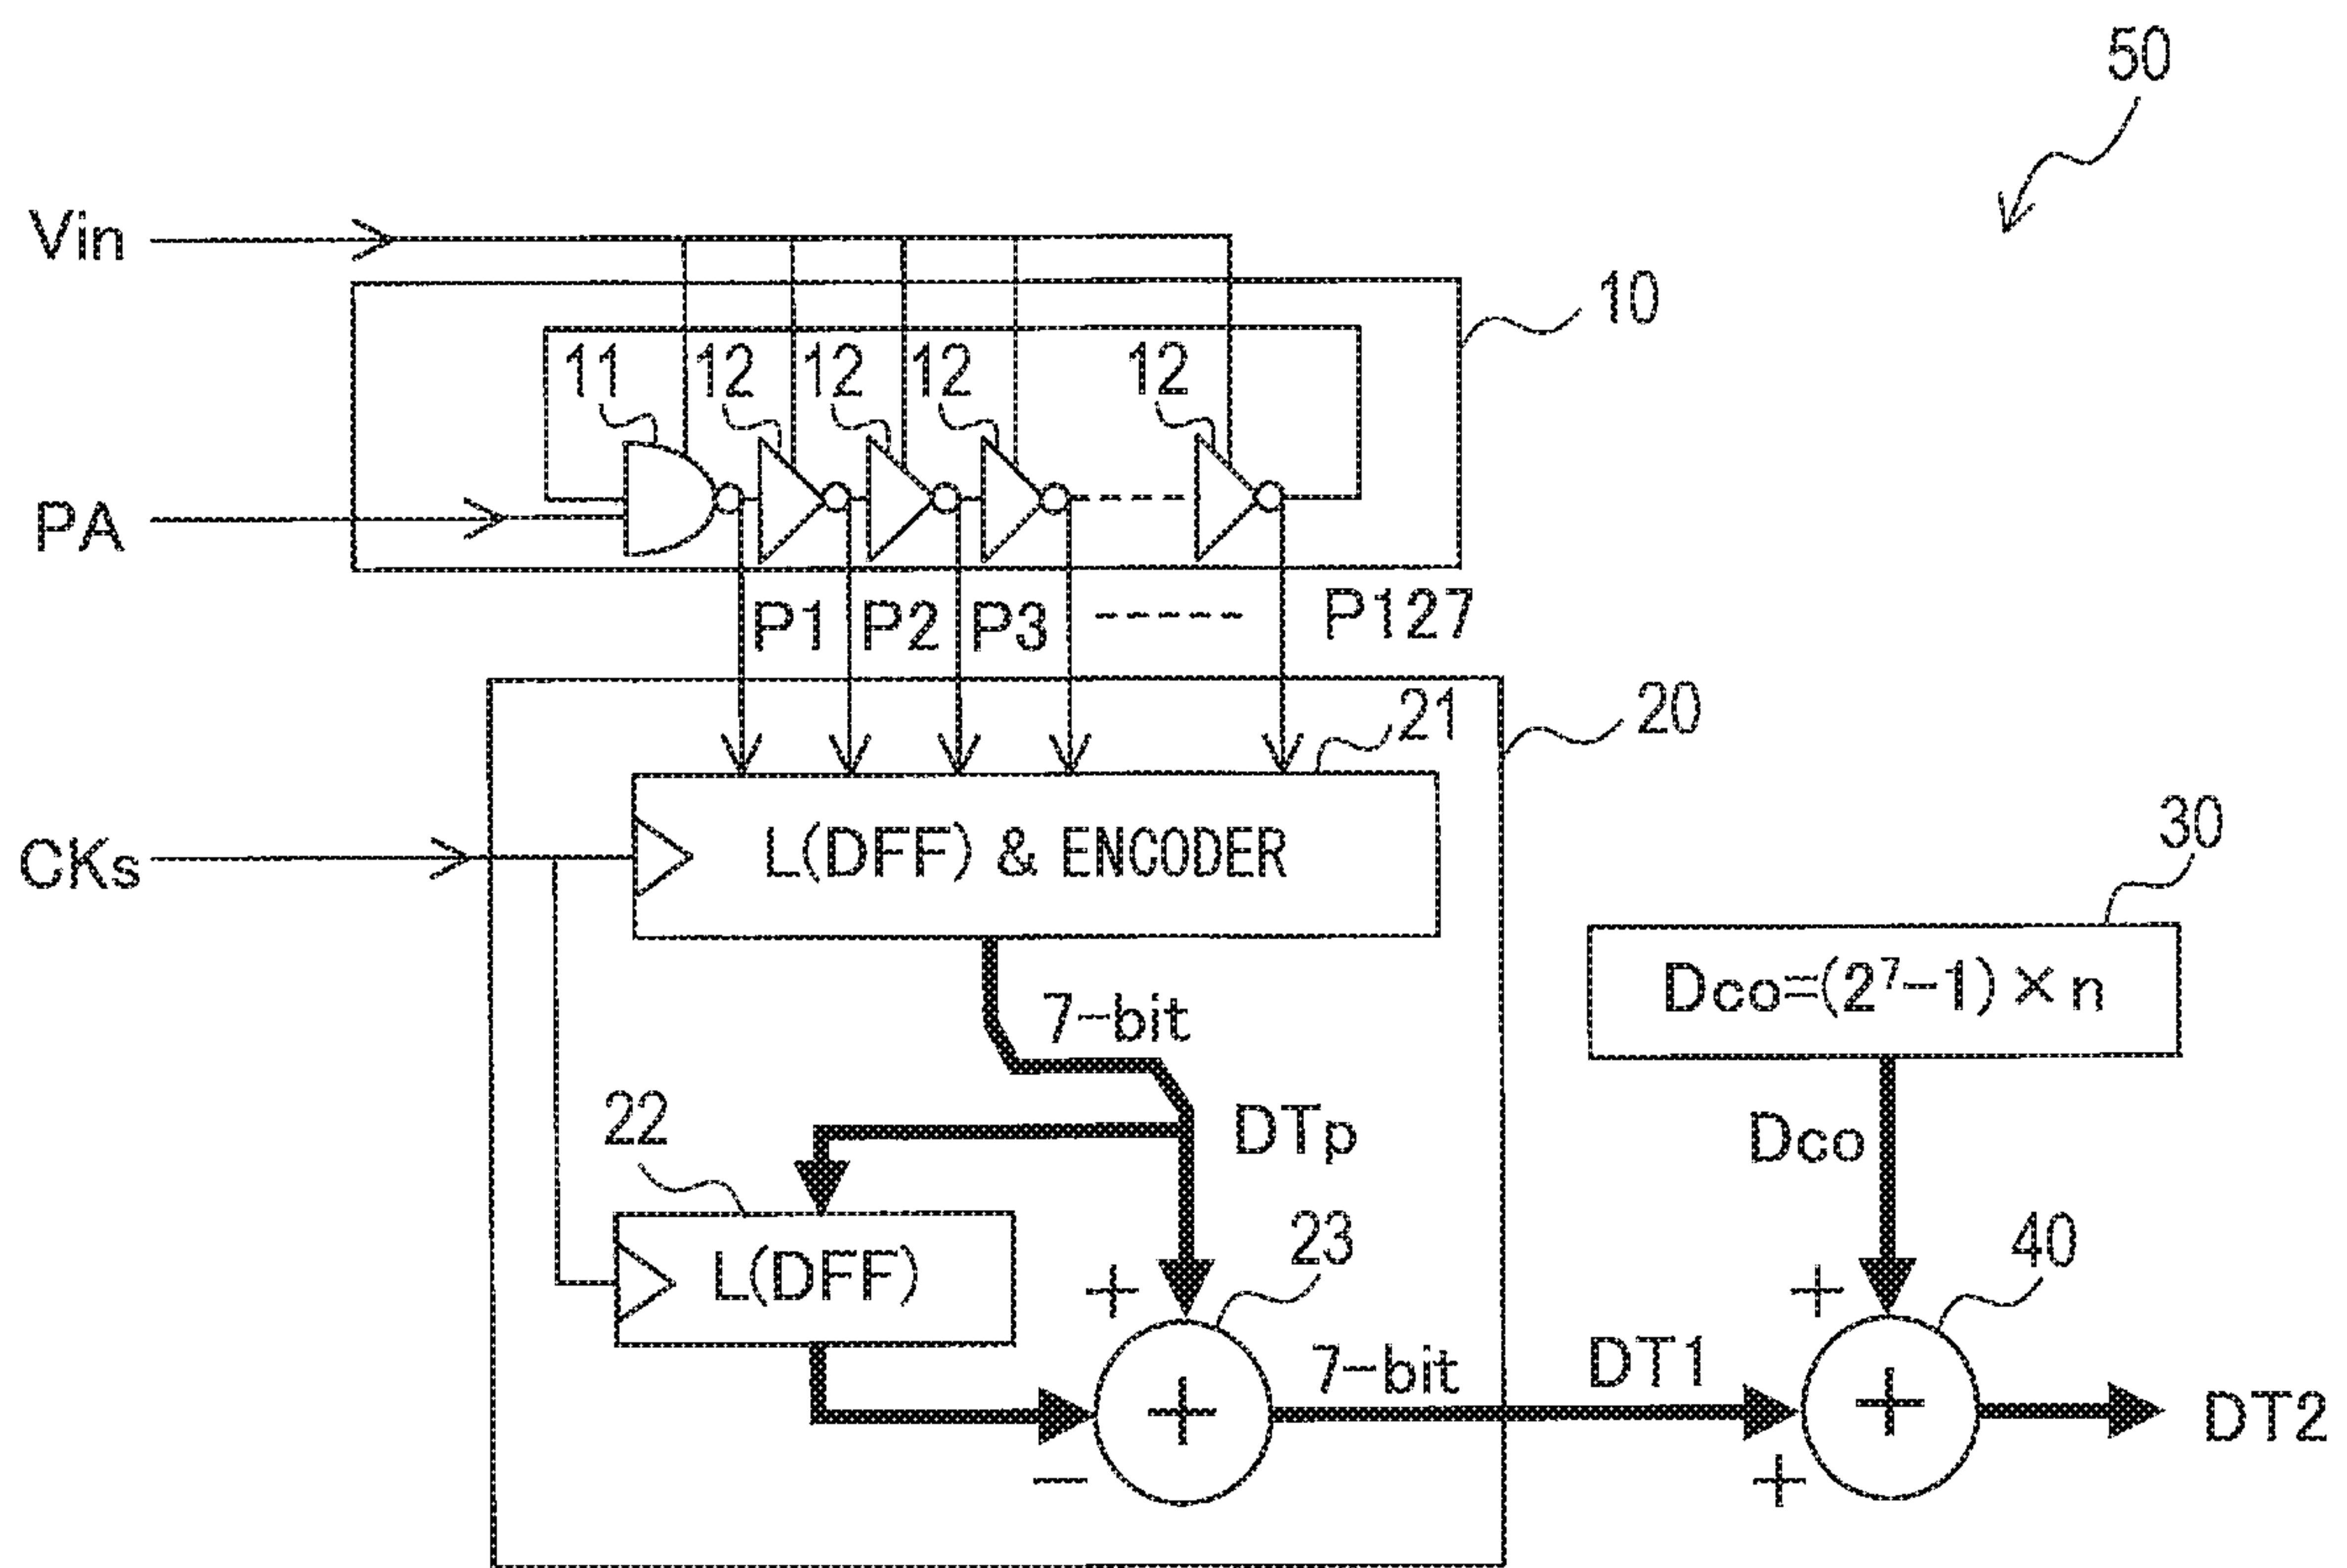 50
Vin
10
11 12 12 12 12
PA
P1 P2 P3 P127
20
21
CKs
L(DFF) & ENCODER
30
Dco=(2⁷-1)×n
7-bit
22
DTp
Dco
L(DFF)
23
40
+
+
+
+
7-bit
DT1
DT2
−
+